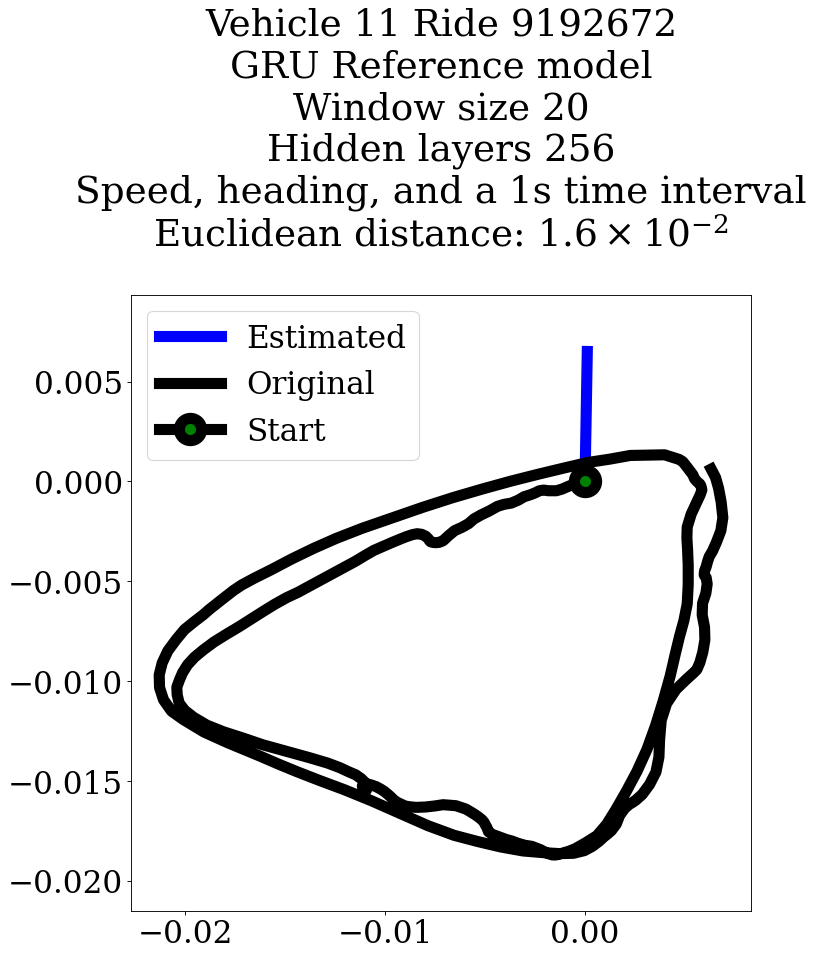 Vehicle 11 Ride 9192672
GRU Reference model
Window size 20
Hidden layers 256
Speed, heading, and a 1s time interval
Euclidean distance: 1.6 × 10⁻²
Estimated
Original
Start
0.005
0.000
−0.005
−0.010
−0.015
−0.020
−0.02
−0.01
0.00